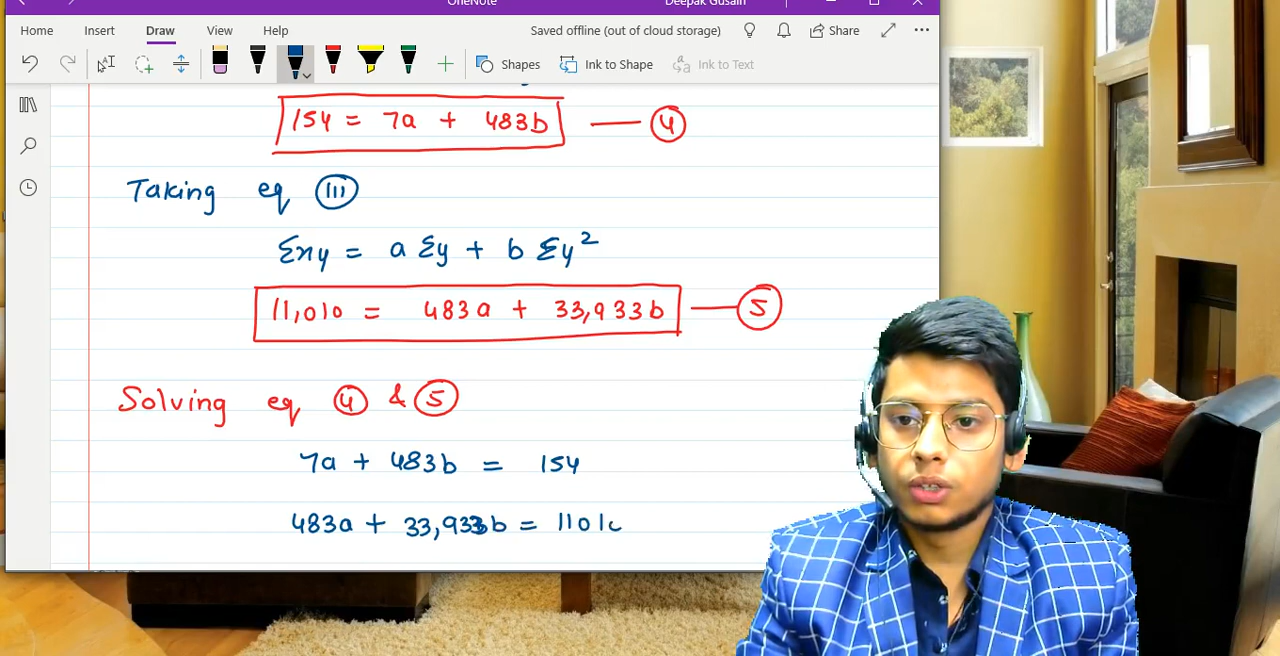 OneNote
Deepak Gusain
Home Insert Draw View Help
Saved offline (out of cloud storage)
Share
Shapes Ink to Shape Ink to Text
154 = 7a + 483b — 4
Taking eq III
Σxy = a Σy + b Σy²
11,010 = 483a + 33,933b — 5
Solving eq 4 & 5
7a + 483b = 154
483a + 33,933b = 1101